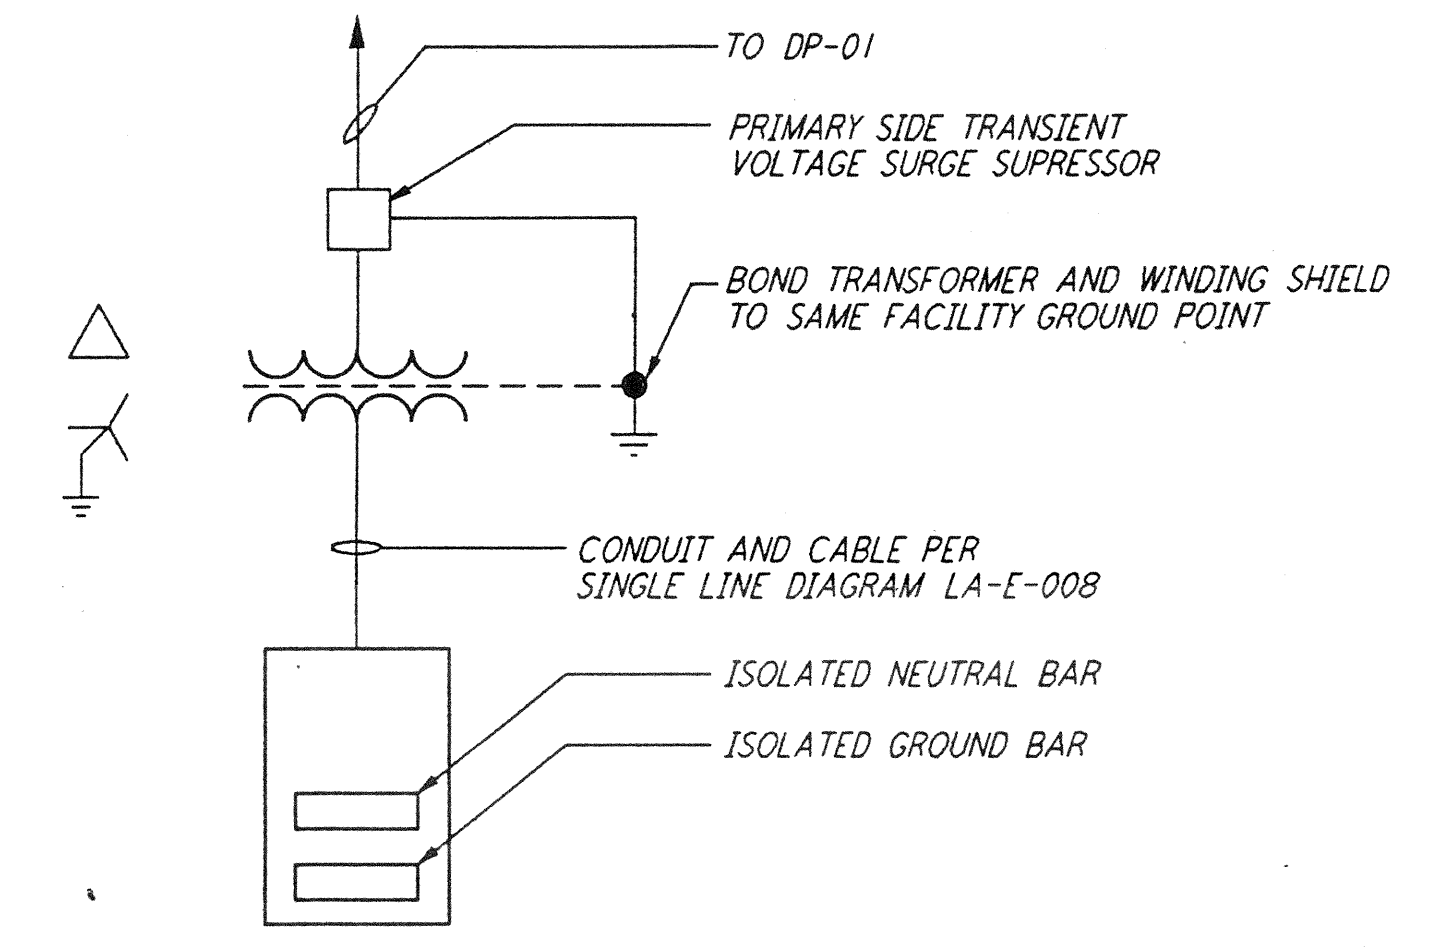 TO DP-01
PRIMARY SIDE TRANSIENT
VOLTAGE SURGE SUPRESSOR
BOND TRANSFORMER AND WINDING SHIELD
TO SAME FACILITY GROUND POINT
CONDUIT AND CABLE PER
SINGLE LINE DIAGRAM LA-E-008
ISOLATED NEUTRAL BAR
ISOLATED GROUND BAR